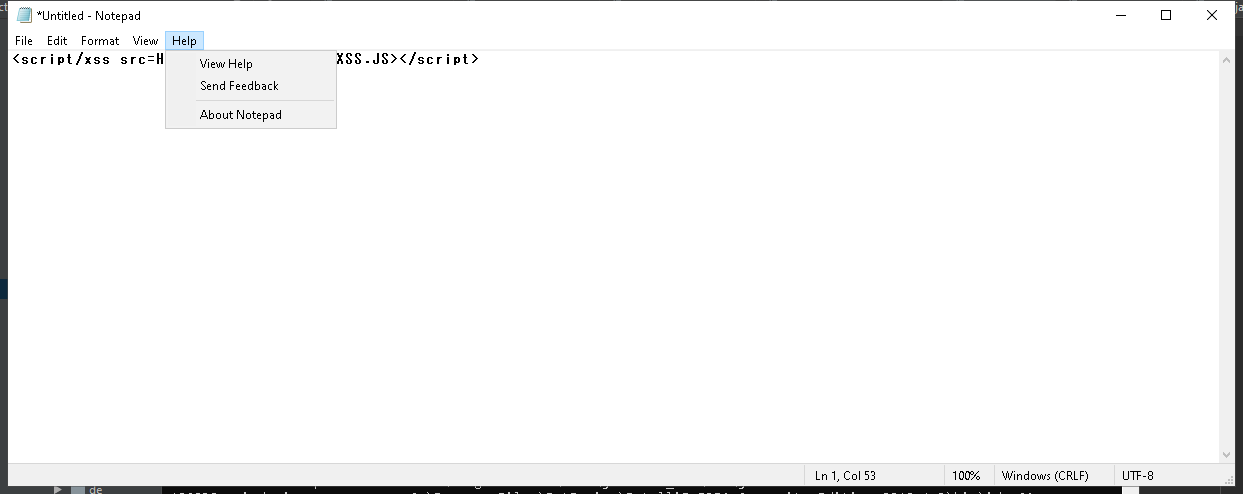 *Untitled - Notepad
File Edit Format View Help
<script/xss src=H XSS.JS></script>
View Help
Send Feedback
About Notepad
Ln 1, Col 53 100% Windows (CRLF) UTF-8
de